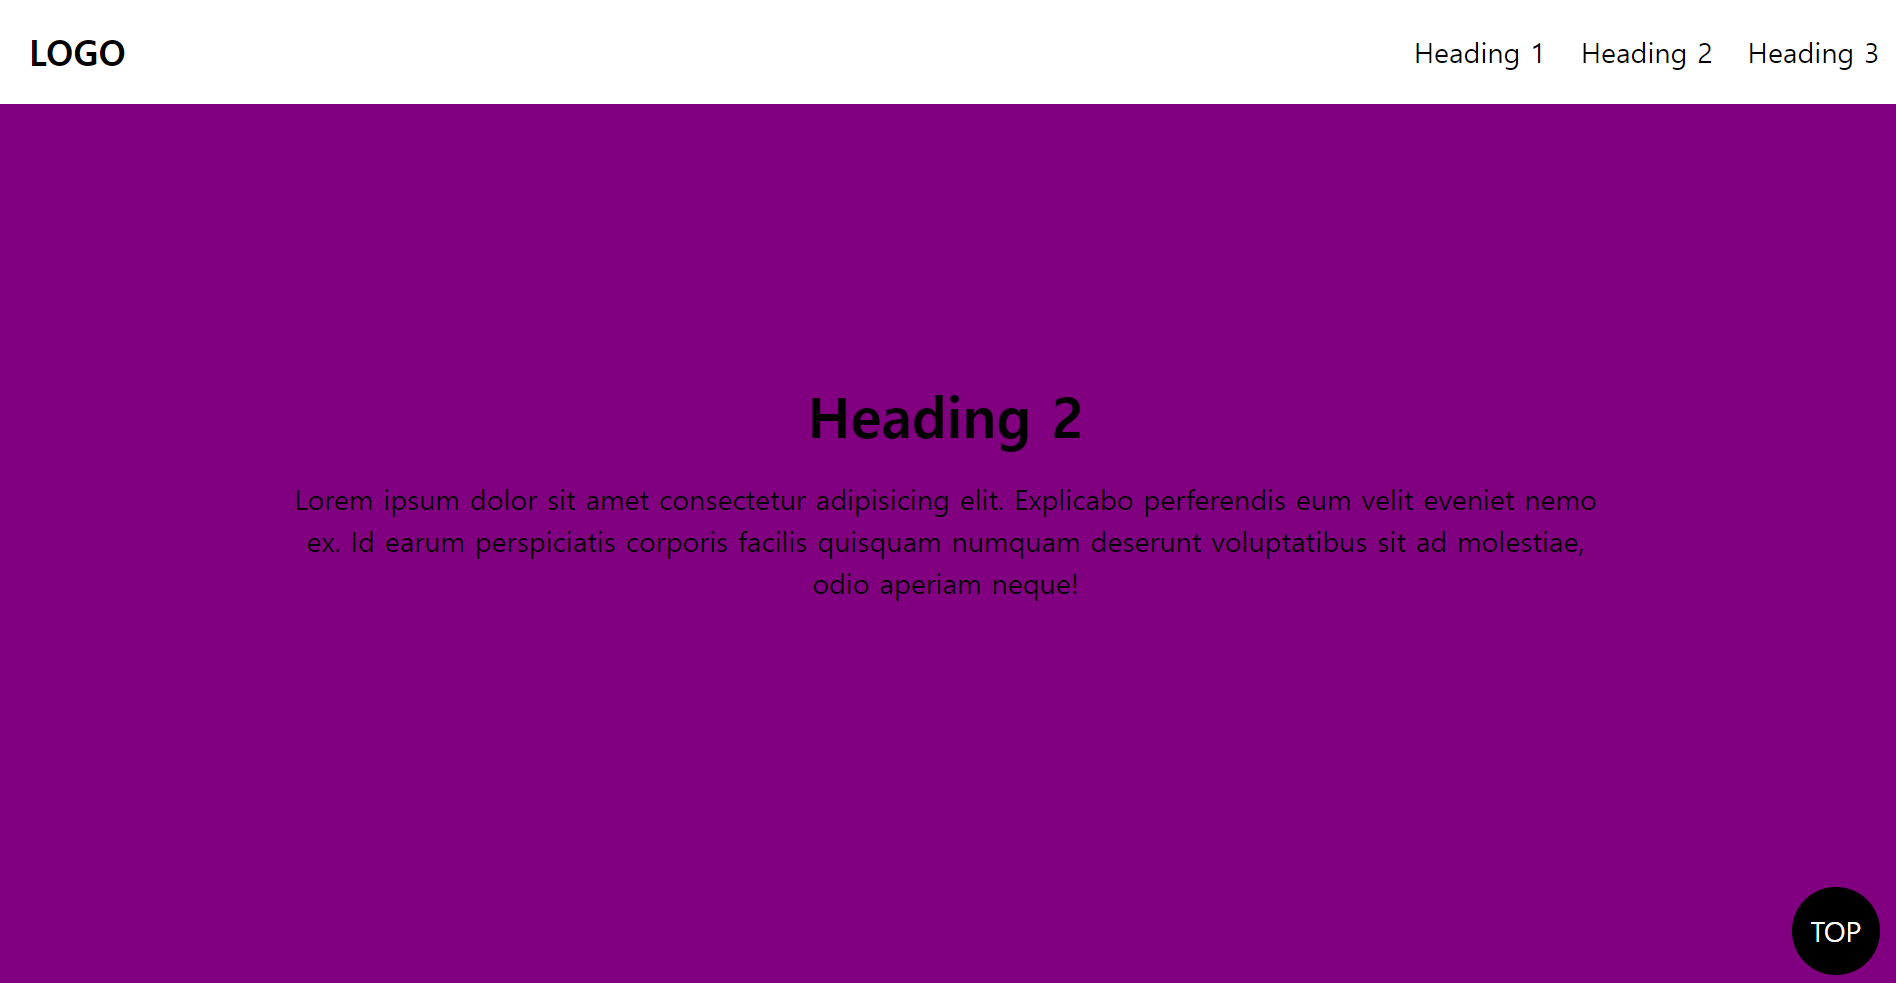 LOGO
Heading 1
Heading 2
Heading 3
Heading 2
Lorem ipsum dolor sit amet consectetur adipisicing elit. Explicabo perferendis eum velit eveniet nemo
ex. Id earum perspiciatis corporis facilis quisquam numquam deserunt voluptatibus sit ad molestiae,
odio aperiam neque!
TOP